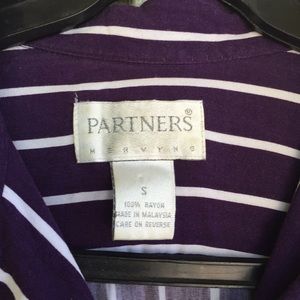 PARTNERS®
MERVYNS
S
100% RAYON
MADE IN MALAYSIA
CARE ON REVERSE